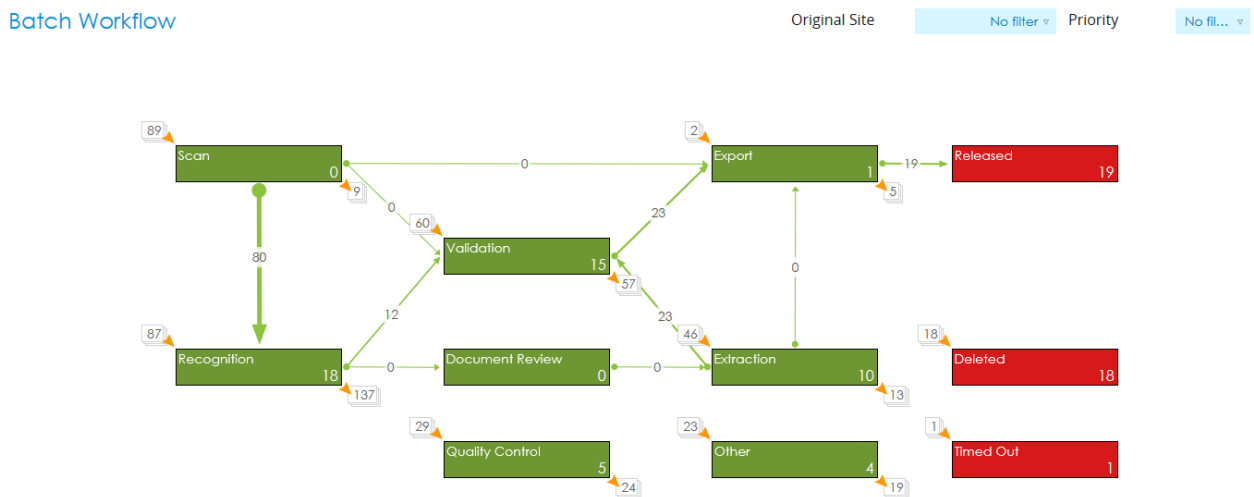 Batch Workflow
Original Site
No filter
Priority
No fil...
89
2
Scan
0
0
Export
1
19
Released
19
9
5
0
60
23
Validation
15
80
57
0
12
23
87
46
18
Recognition
18
0
Document Review
0
0
Extraction
10
Deleted
18
137
13
29
23
1
Quality Control
5
Other
4
Timed Out
1
24
19